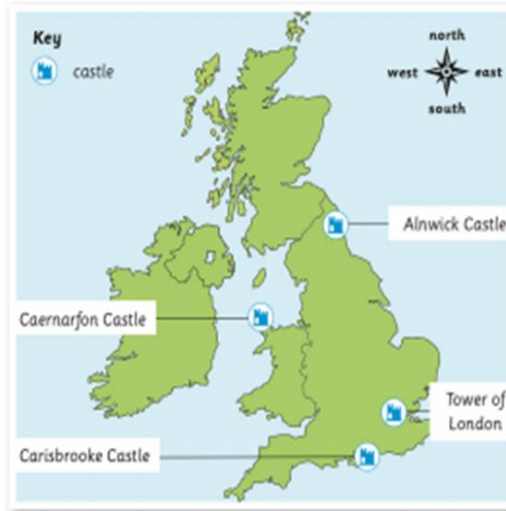 Key
castle
north
west east
south
Alnwick Castle
Caernarfon Castle
Tower of
London
Carisbrooke Castle